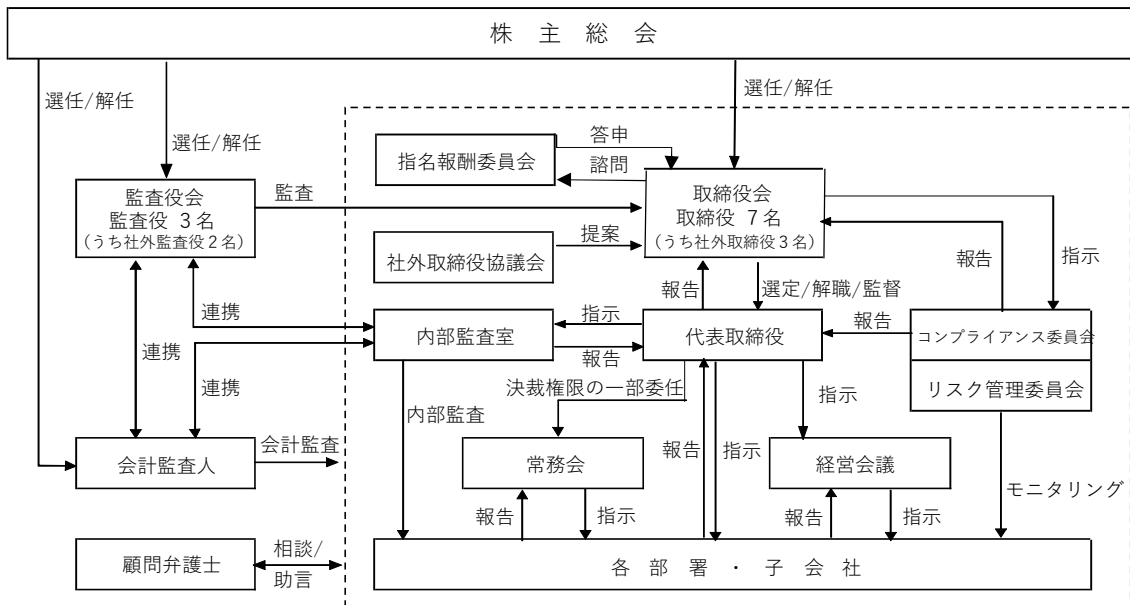 株 主 総 会
選任/解任
選任/解任
選任/解任
指名報酬委員会
答申
諮問
監査役会
監査役 3名
(うち社外監査役2名)
監査
取締役会
取締役 7名
(うち社外取締役3名)
社外取締役協議会
提案
報告
指示
報告
選定/解職/監督
連携
内部監査室
指示
報告
代表取締役
報告
コンプライアンス委員会
リスク管理委員会
連携
連携
決裁権限の一部委任
指示
内部監査
会計監査人
会計監査
常務会
報告
指示
経営会議
モニタリング
報告
指示
報告
指示
顧問弁護士
相談/
助言
各 部 署 ・ 子 会 社